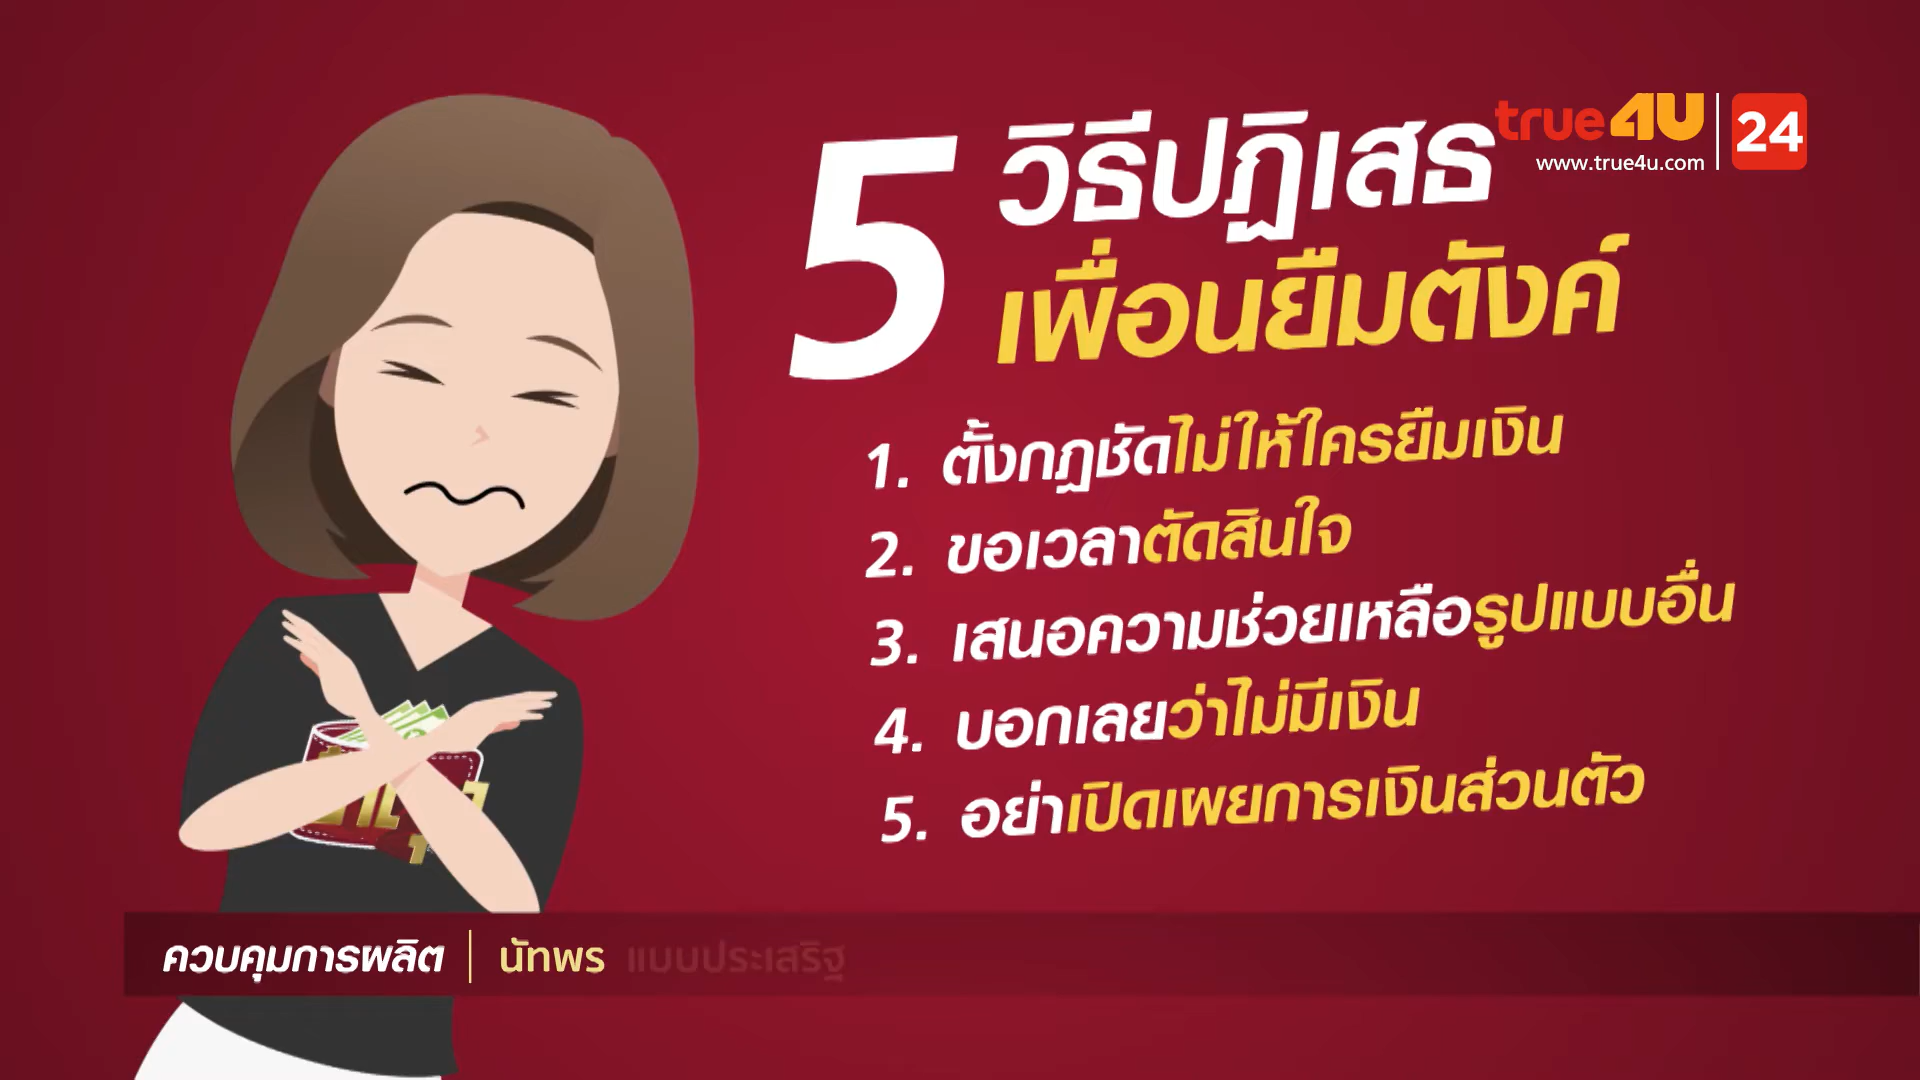 5 วิธีปฏิเสธ
เพื่อนยืมตังค์
true4U 24
www.true4u.com
1. ตั้งกฎชัดไม่ให้ใครยืมเงิน
2. ขอเวลาตัดสินใจ
3. เสนอความช่วยเหลือรูปแบบอื่น
4. บอกเลยว่าไม่มีเงิน
5. อย่าเปิดเผยการเงินส่วนตัว
ควบคุมการผลิต นัทพร แบบประเสริฐ